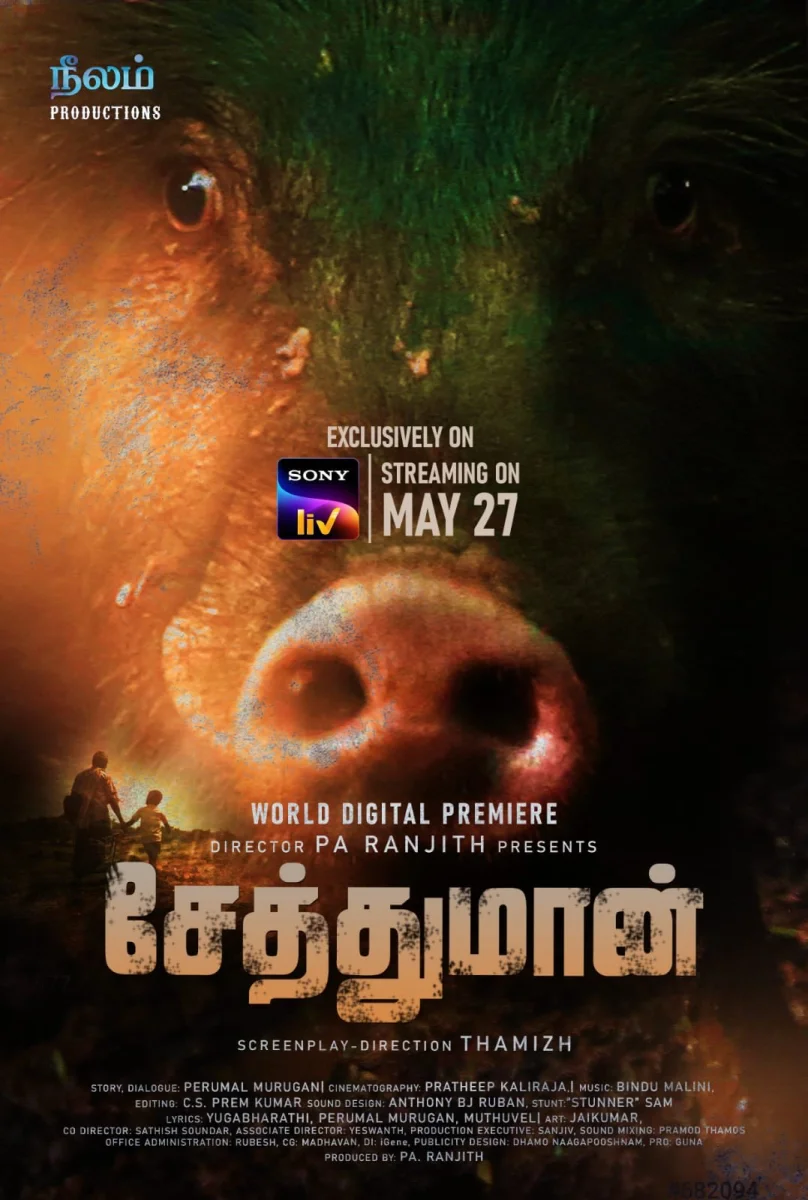 நீலம்
PRODUCTIONS
EXCLUSIVELY ON
SONY
liv
STREAMING ON
MAY 27
WORLD DIGITAL PREMIERE
DIRECTOR PA RANJITH PRESENTS
சேத்துமான்
SCREENPLAY-DIRECTION THAMIZH
STORY, DIALOGUE: PERUMAL MURUGAN| CINEMATOGRAPHY: PRATHEEP KALIRAJA,| MUSIC: BINDU MALINI,
EDITING: C.S. PREM KUMAR SOUND DESIGN: ANTHONY BJ RUBAN, STUNT:"STUNNER" SAM
LYRICS: YUGABHARATHI, PERUMAL MURUGAN, MUTHUVEL| ART: JAIKUMAR,
CO DIRECTOR: SATHISH SOUNDAR, ASSOCIATE DIRECTOR: YESWANTH, PRODUCTION EXECUTIVE: SANJIV, SOUND MIXING: PRAMOD THAMOS
OFFICE ADMINISTRATION: RUBESH, CG: MADHAVAN, DI: iGene, PUBLICITY DESIGN: DHAMO NAAGAPOOSHNAM, PRO: GUNA
PRODUCED BY: PA. RANJITH